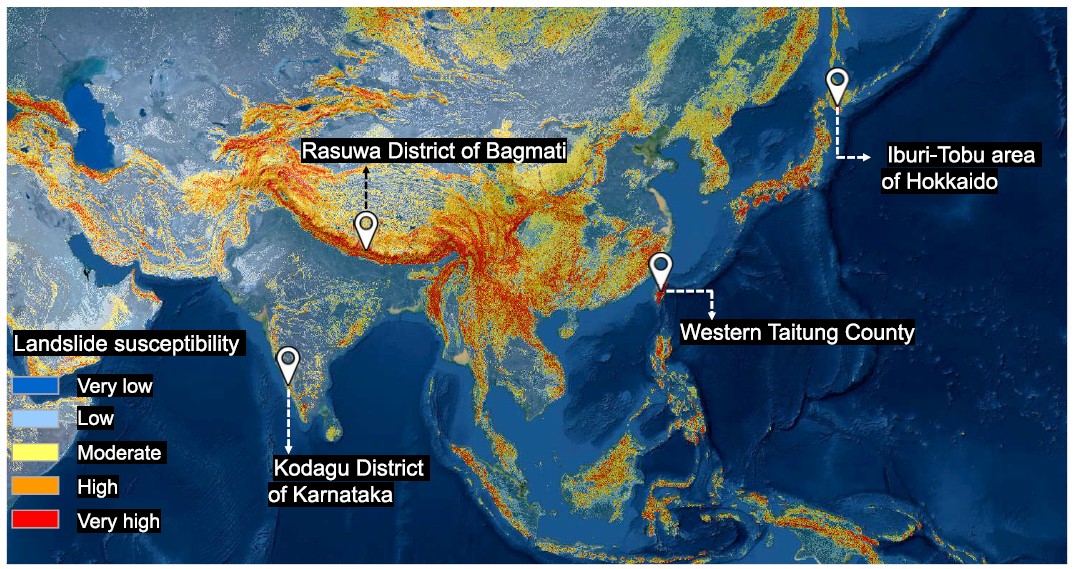 Rasuwa District of Bagmati
Iburi-Tobu area
of Hokkaido
Western Taitung County
Landslide susceptibility
Very low
Low
Moderate
High
Very high
Kodagu District
of Karnataka